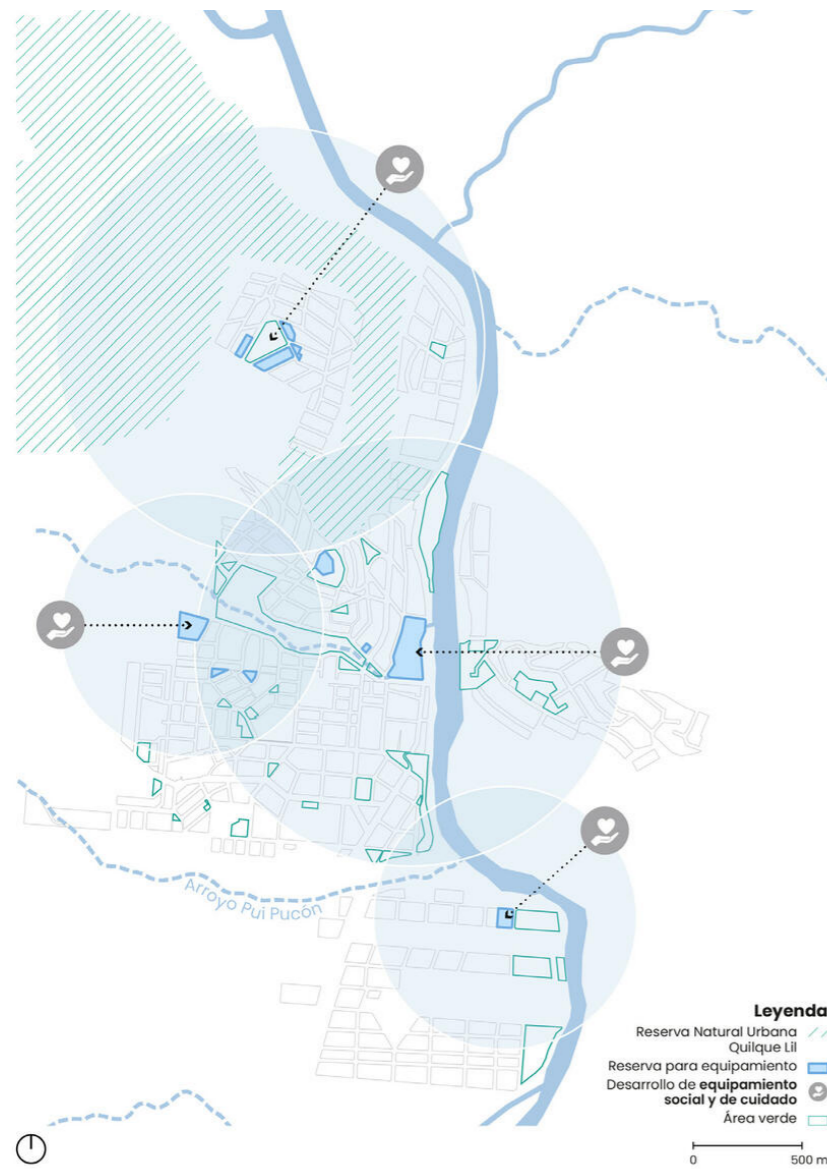 Arroyo Pui Pucón
Leyenda
Reserva Natural Urbana
Quilque Lil
Reserva para equipamiento
Desarrollo de equipamiento
social y de cuidado
Área verde
0 500 m